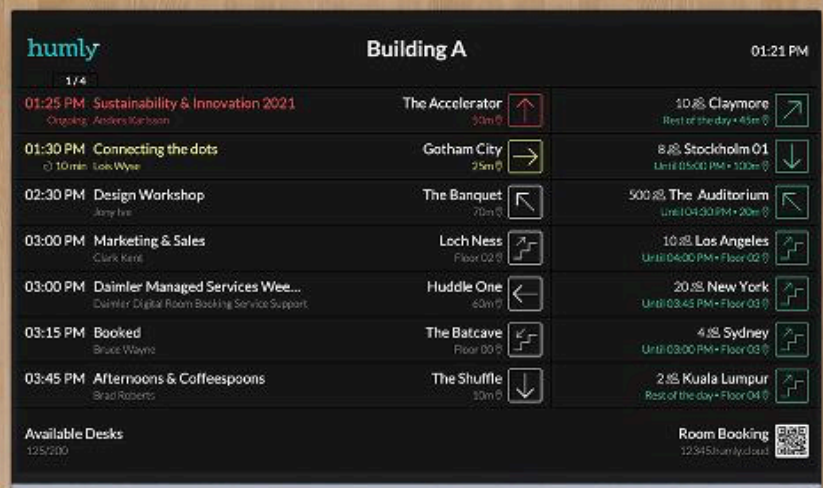 humly
Building A
01:21 PM
1/4
01:25 PM Sustainability & Innovation 2021 The Accelerator
Ongoing Anders Karlsson 50m
10 Claymore
Rest of the day • 45m
01:30 PM Connecting the dots Gotham City
10 min Lois Wyse 25m
8 Stockholm 01
Until 05:00 PM • 100m
02:30 PM Design Workshop The Banquet
Jony Ive 70m
500 The Auditorium
Until 04:30 PM • 20m
03:00 PM Marketing & Sales Loch Ness
Clark Kent Floor 02
10 Los Angeles
Until 04:00 PM • Floor 02
03:00 PM Daimler Managed Services Wee... Huddle One
Daimler Digital Room Booking Service Support 60m
20 New York
Until 03:45 PM • Floor 03
03:15 PM Booked The Batcave
Bruce Wayne Floor 00
4 Sydney
Until 03:00 PM • Floor 03
03:45 PM Afternoons & Coffeespoons The Shuffle
Brad Roberts 10m
2 Kuala Lumpur
Rest of the day • Floor 04
Available Desks
125/200
Room Booking
12345.humly.cloud